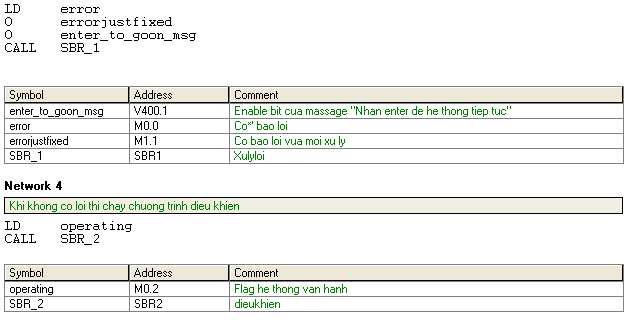 LD error
O errorjustfixed
O enter_to_goon_msg
CALL SBR_1
Symbol Address Comment
enter_to_goon_msg V400.1 Enable bit cua massage "Nhan enter de he thong tiep tuc"
error M0.0 Co*' bao loi
errorjustfixed M1.1 Co bao loi vua moi xu ly
SBR_1 SBR1 Xulyloi
Network 4
Khi khong co loi thi chay chuong trinh dieu khien
LD operating
CALL SBR_2
Symbol Address Comment
operating M0.2 Flag he thong van hanh
SBR_2 SBR2 dieukhien